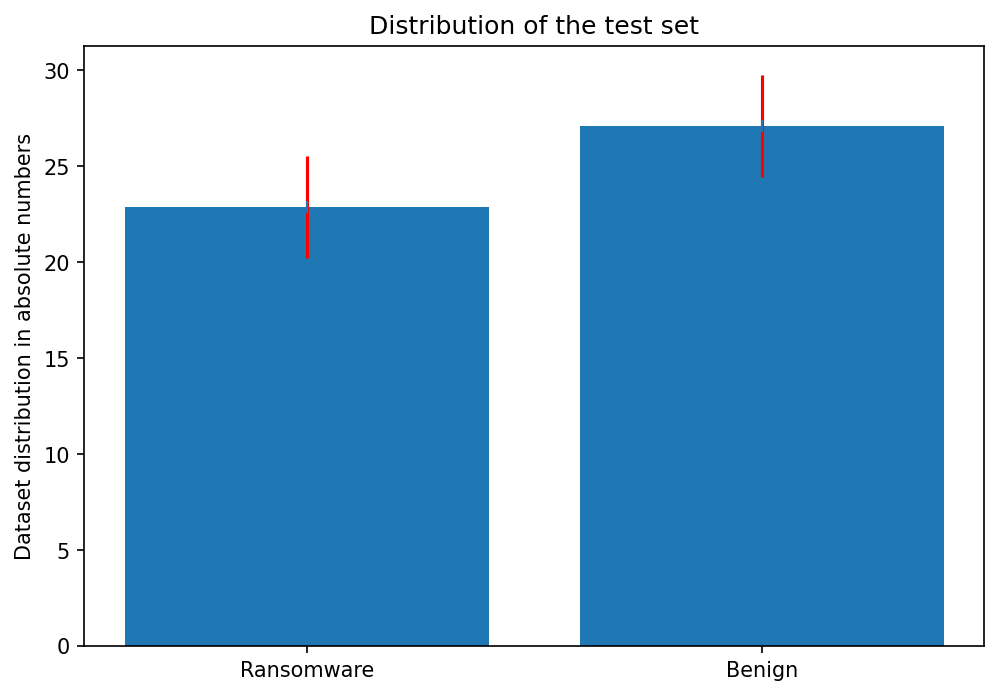 Distribution of the test set
Dataset distribution in absolute numbers
30
25
20
15
10
5
0
Ransomware
Benign